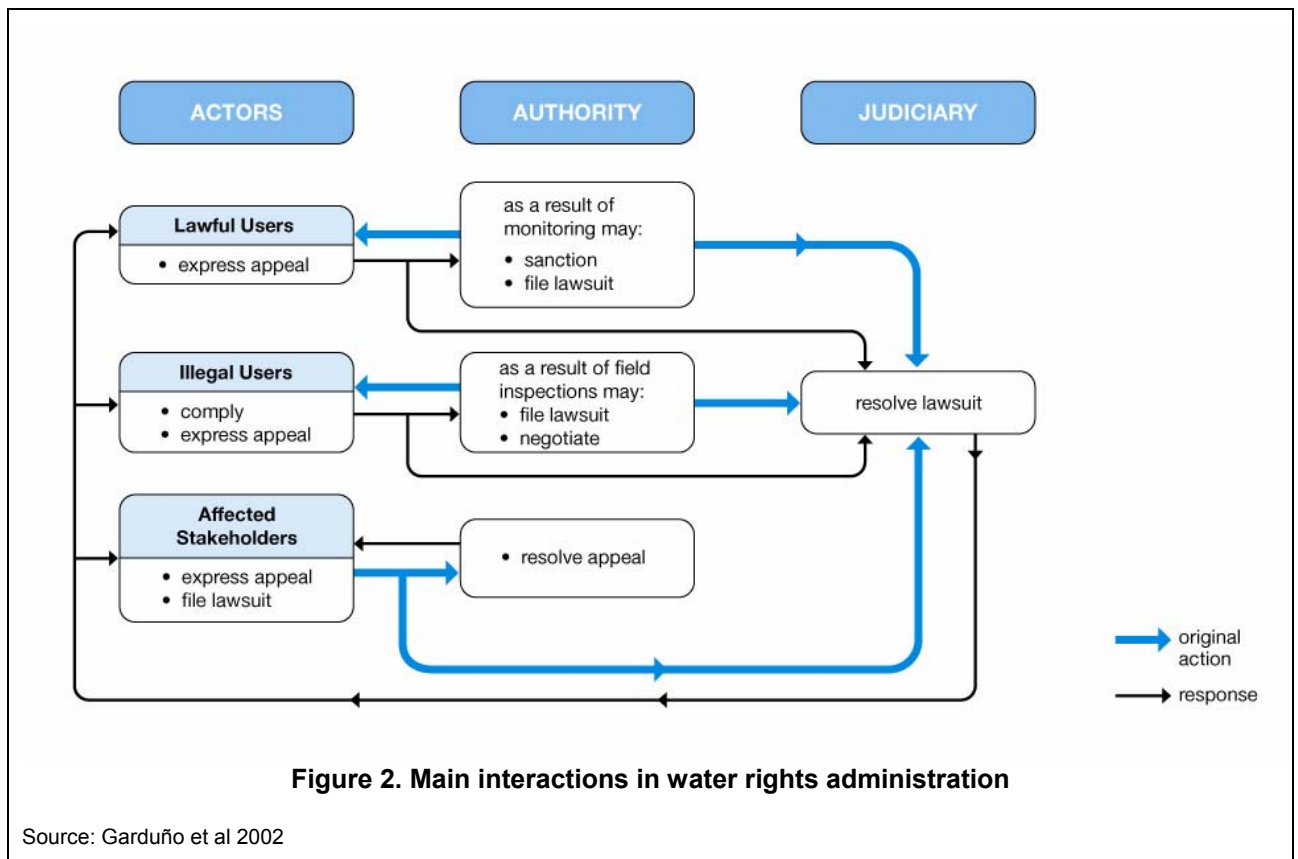 ACTORS
AUTHORITY
JUDICIARY
Lawful Users
• express appeal
as a result of
monitoring may:
• sanction
• file lawsuit
Illegal Users
• comply
• express appeal
as a result of field
inspections may:
• file lawsuit
• negotiate
resolve lawsuit
Affected
Stakeholders
• express appeal
• file lawsuit
• resolve appeal
original
action
response
Figure 2. Main interactions in water rights administration
Source: Garduño et al 2002